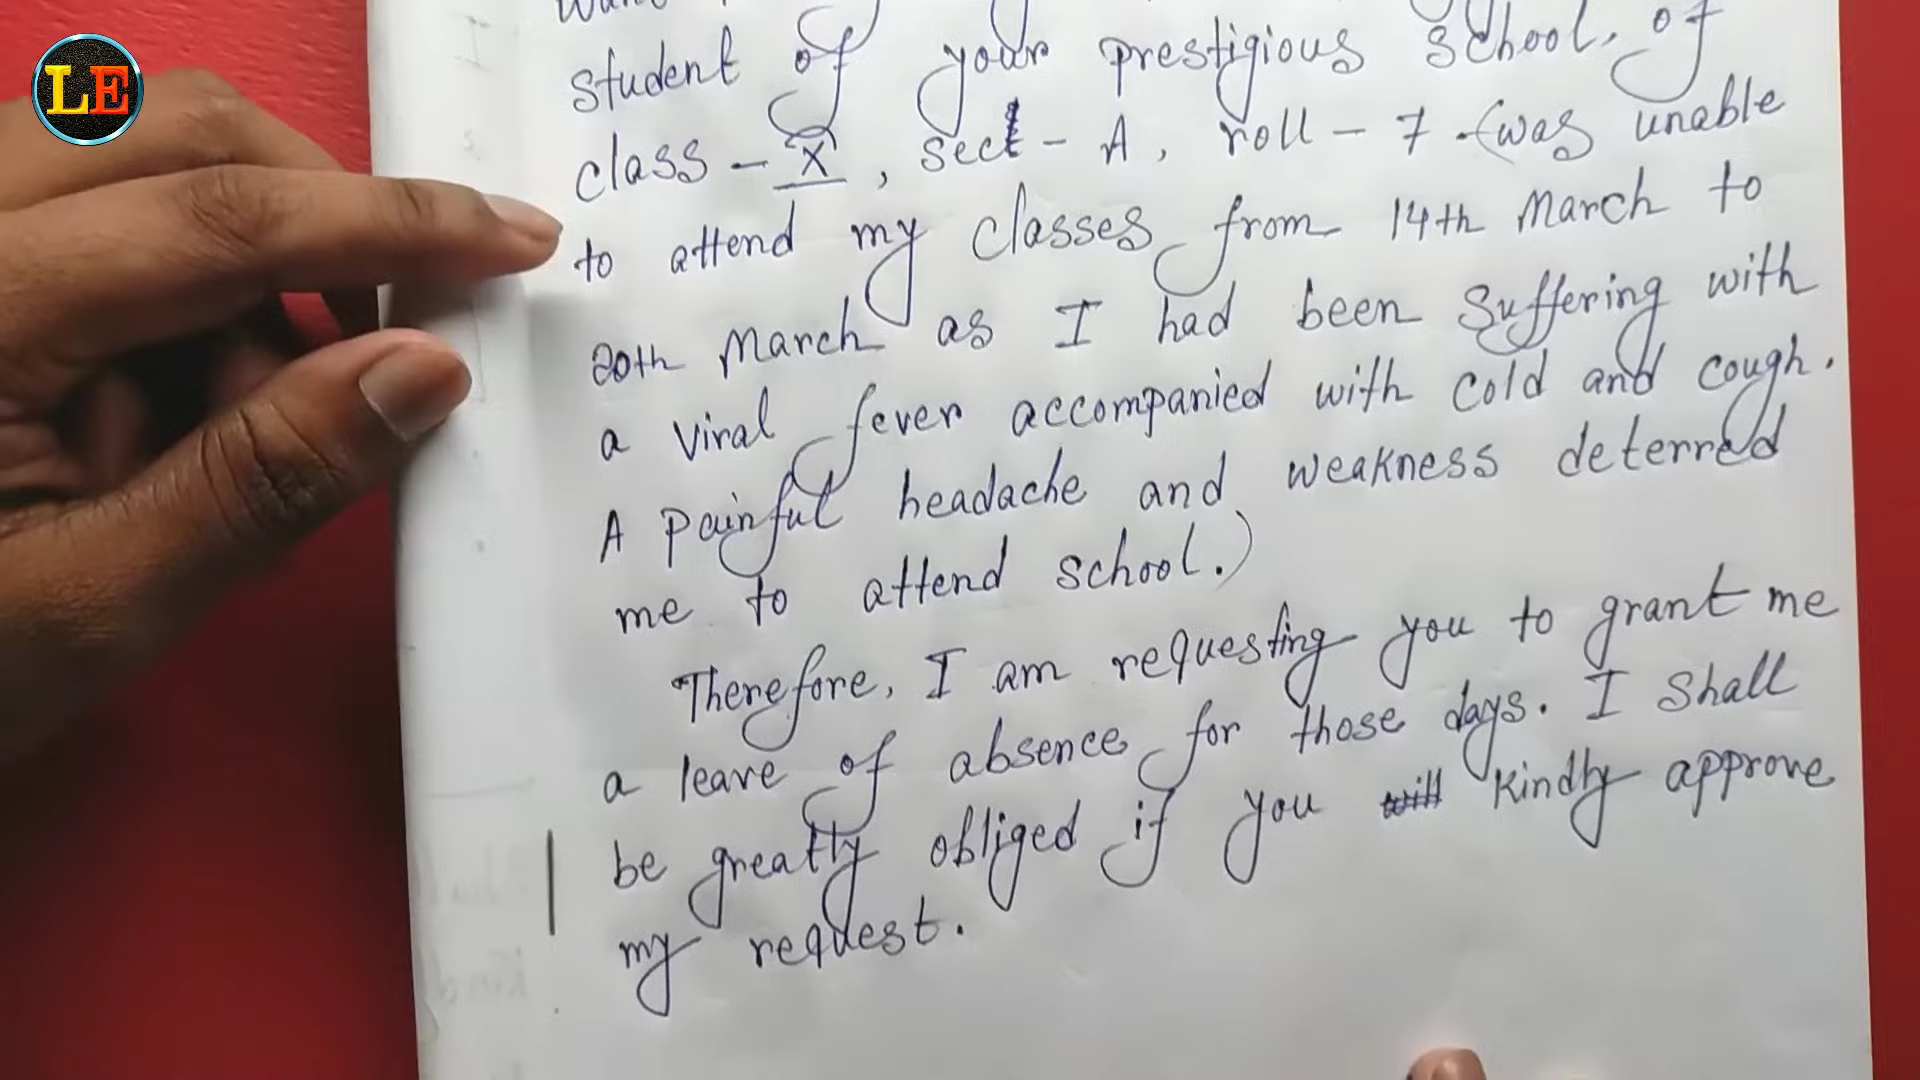 LE
student of your prestigious school, of
class - X, sect - A, roll - 7 (was unable
to attend my classes from 14th March to
20th March as I had been suffering with
a viral fever accompanied with cold and cough.
A painful headache and weakness deterred
me to attend school.)
Therefore, I am requesting you to grant me
a leave of absence for those days. I shall
be greatly obliged if you will kindly approve
my request.